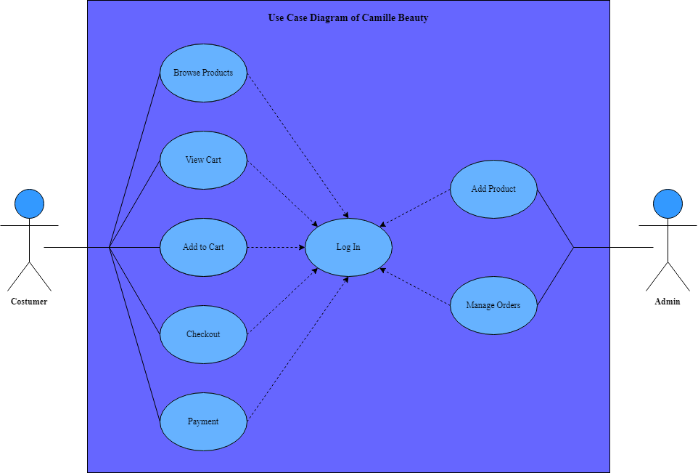 Use Case Diagram of Camille Beauty
Browse Products
View Cart
Add Product
Add to Cart
Log In
Costumer
Admin
Manage Orders
Checkout
Payment